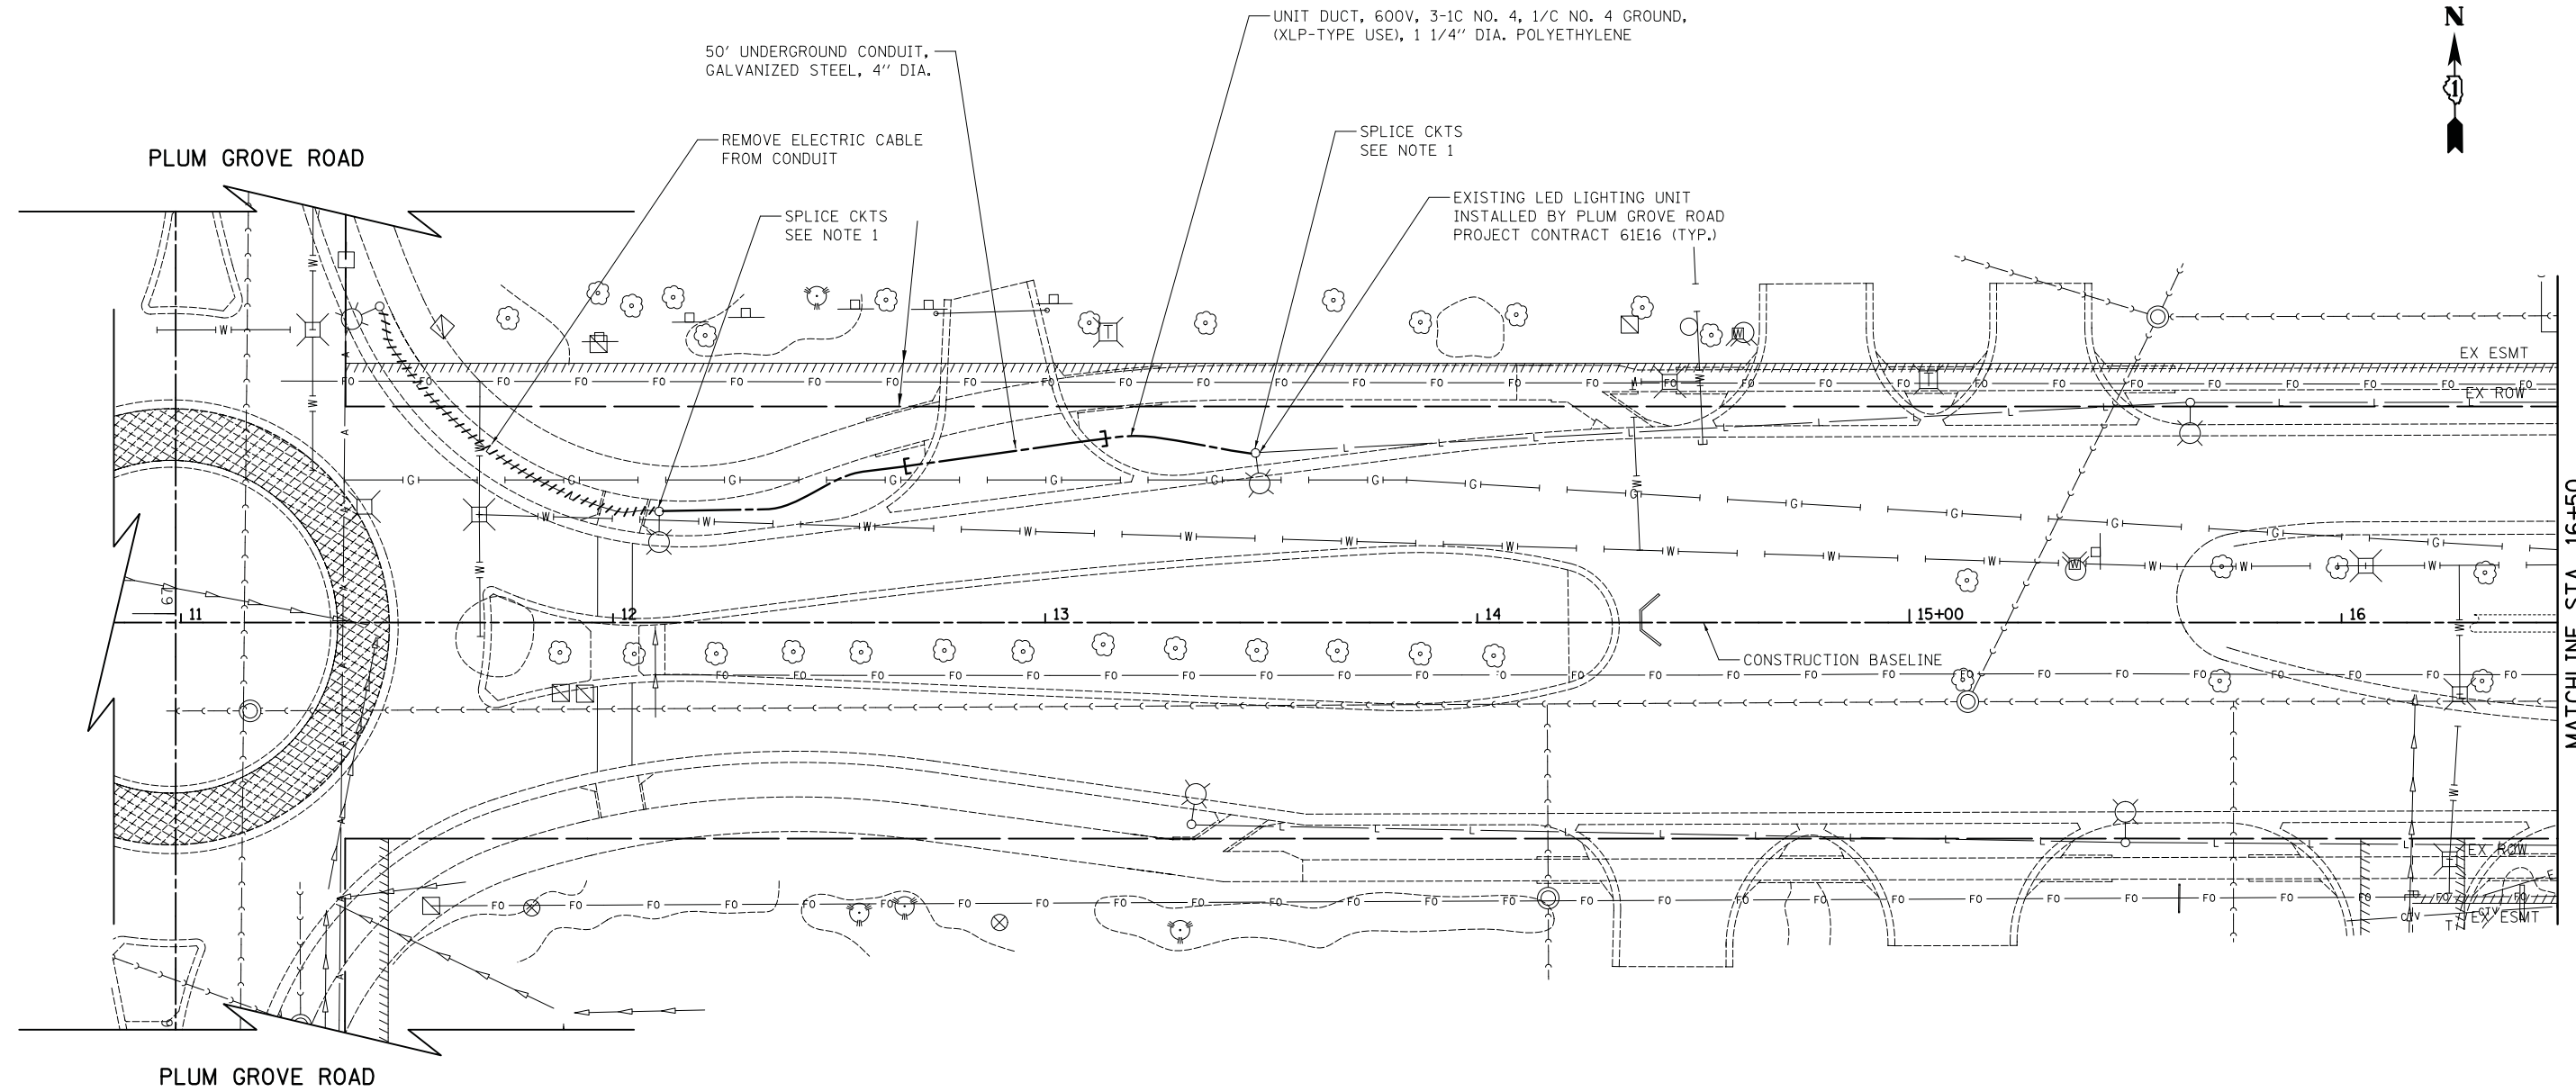 UNIT DUCT, 600V, 3-1C NO. 4, 1/C NO. 4 GROUND,
(XLP-TYPE USE), 1 1/4" DIA. POLYETHYLENE
N
1
50' UNDERGROUND CONDUIT,
GALVANIZED STEEL, 4" DIA.
REMOVE ELECTRIC CABLE
FROM CONDUIT
SPLICE CKTS
SEE NOTE 1
PLUM GROVE ROAD
EXISTING LED LIGHTING UNIT
INSTALLED BY PLUM GROVE ROAD
PROJECT CONTRACT 61E16 (TYP.)
SPLICE CKTS
SEE NOTE 1
EX ESMT
EX ROW
MATCHLINE STA. 16+50
11
12
13
14
15+00
16
67
CONSTRUCTION BASELINE
EX ROW
EX ESMT
PLUM GROVE ROAD